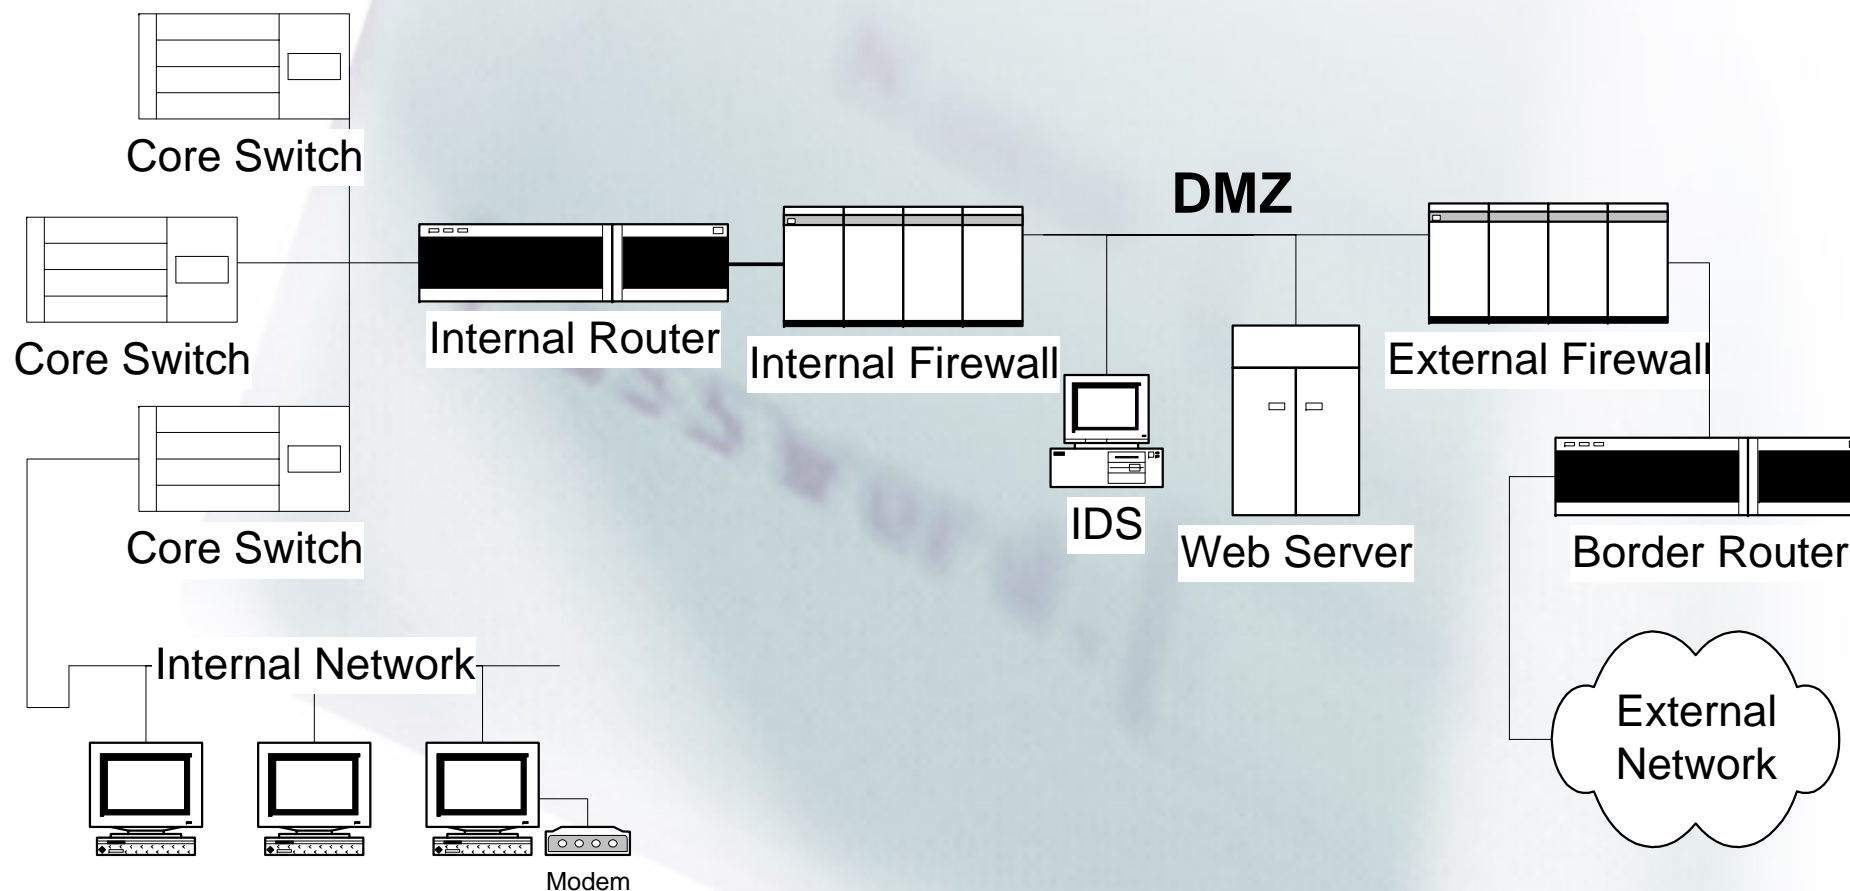 Core Switch
DMZ
Core Switch
Internal Router
Internal Firewall
External Firewall
Core Switch
IDS
Web Server
Border Router
Internal Network
External
Network
Modem